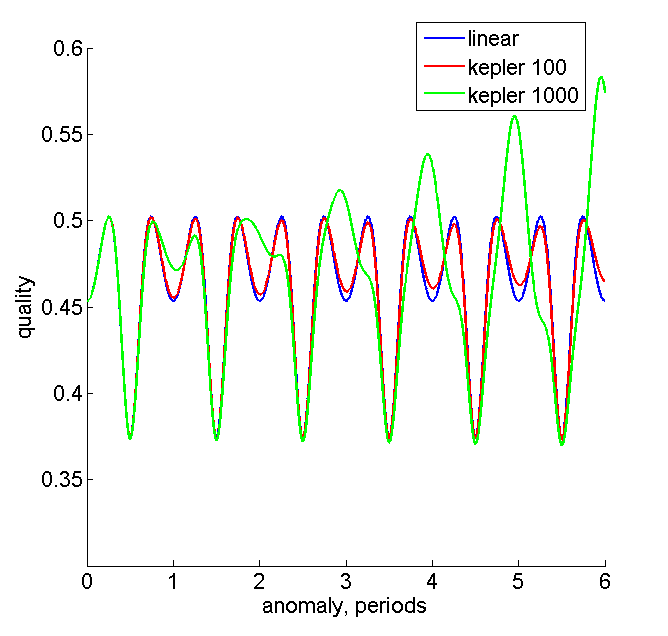 linear
kepler 100
kepler 1000
0.6
0.55
0.5
0.45
0.4
0.35
quality
0 1 2 3 4 5 6
anomaly, periods